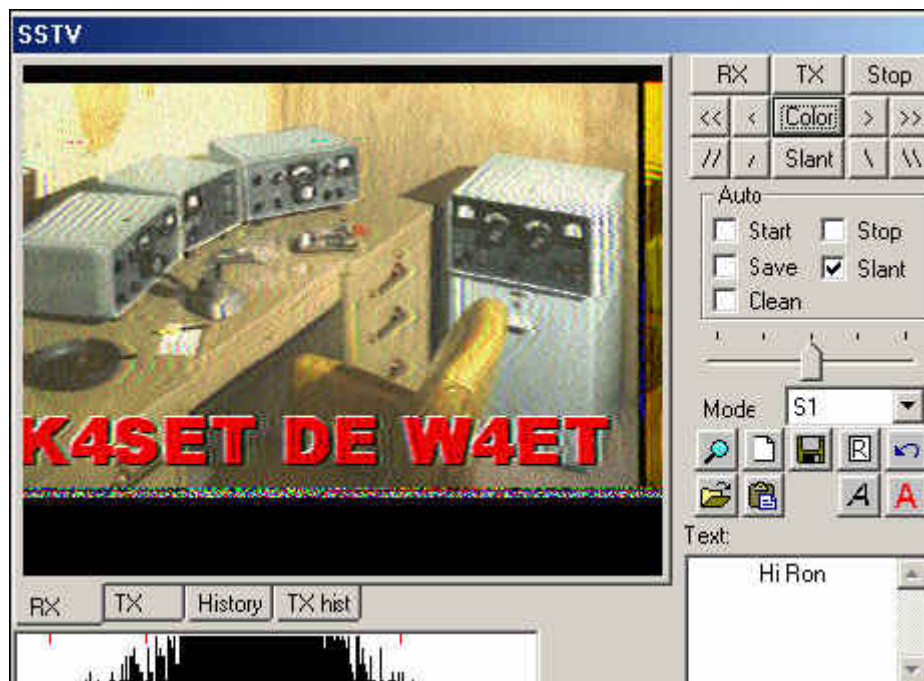 SSTV
RX TX Stop
<< < Color > >>
// / Slant \ \\
Auto
Start Stop
Save Slant
Clean
Mode S1
R
A A
K4SET DE W4ET
Text:
Hi Ron
RX TX History TX hist